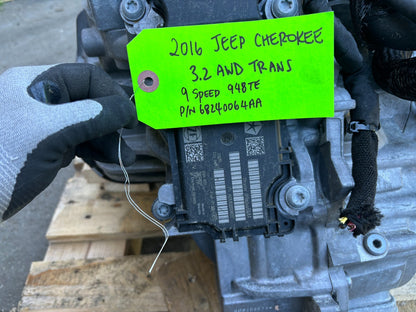 2016 JEEP CHEROKEE
3.2 AWD TRANS
9 SPEED 948TE
P/N 68240064AA